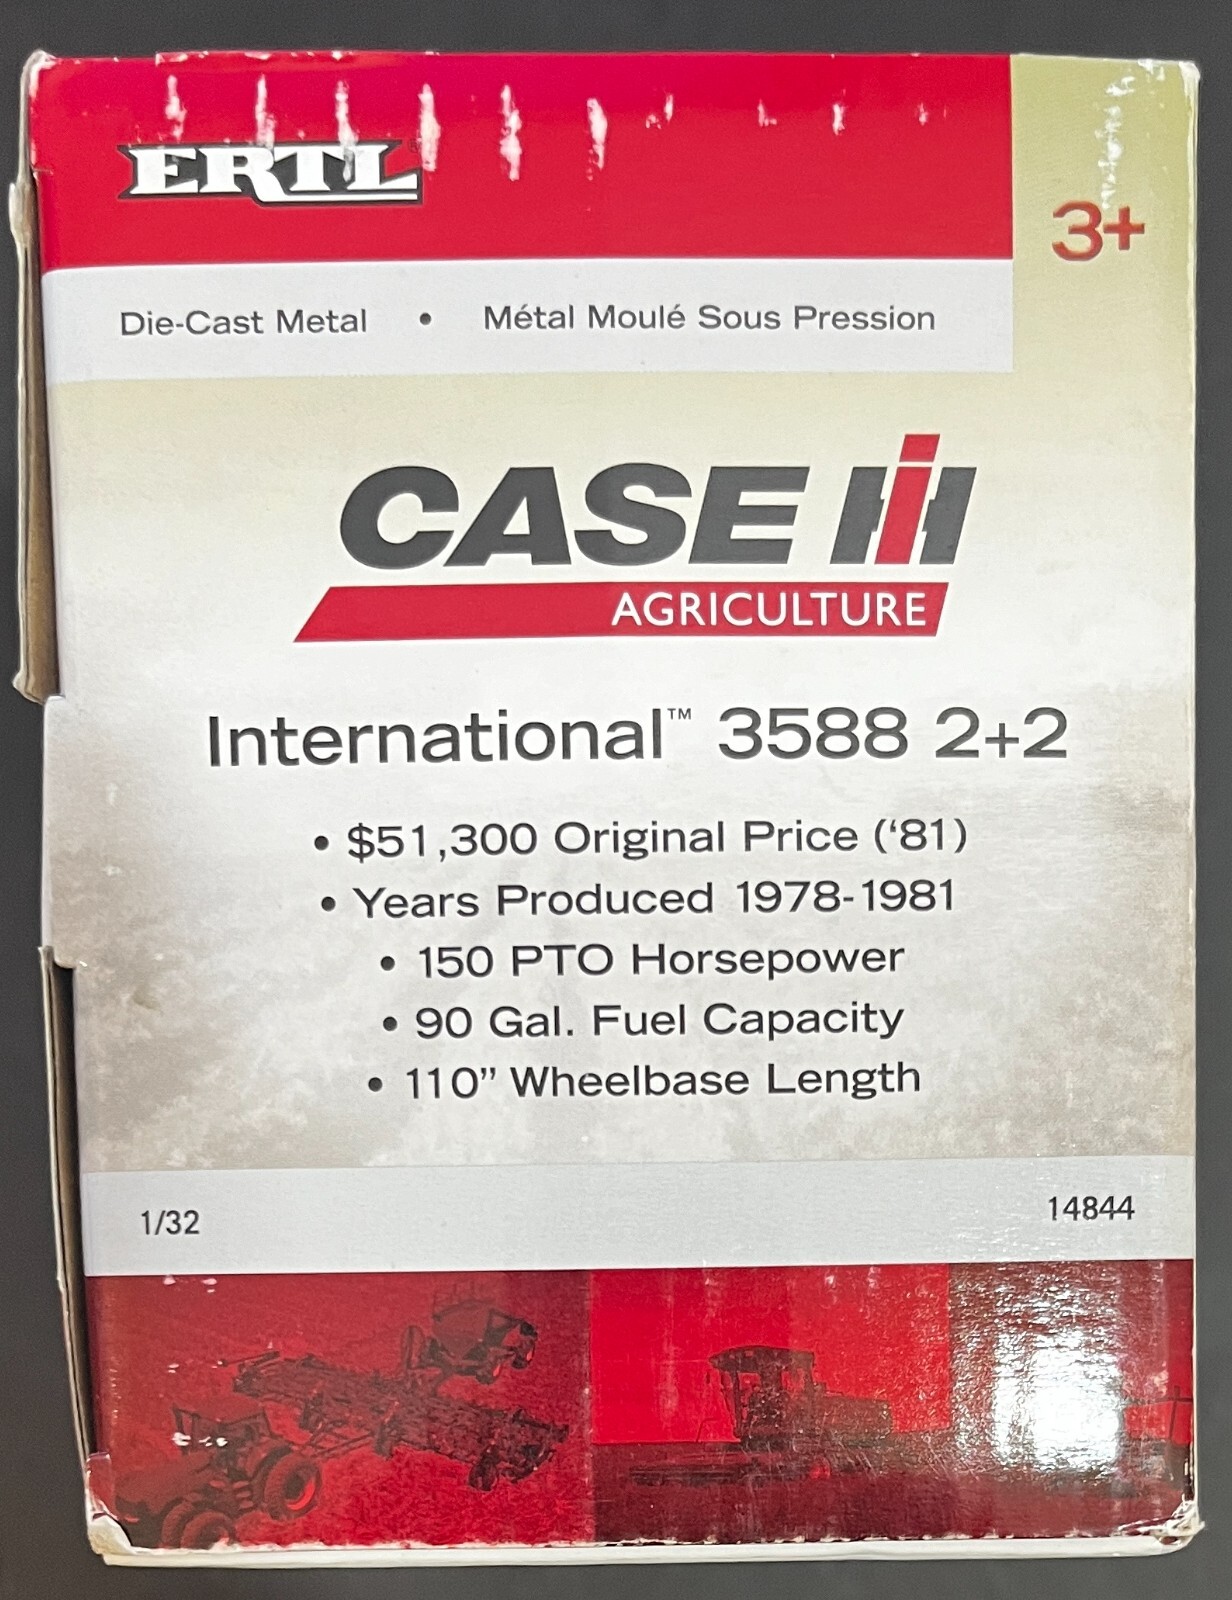 ERTL
3+
Die-Cast Metal • Métal Moulé Sous Pression
CASE IH
AGRICULTURE
International™ 3588 2+2
• $51,300 Original Price (‘81)
• Years Produced 1978-1981
• 150 PTO Horsepower
• 90 Gal. Fuel Capacity
• 110” Wheelbase Length
1/32
14844